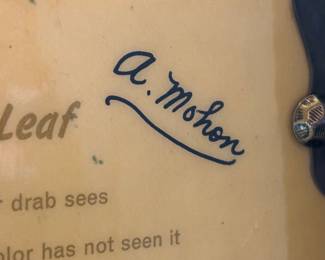 a. Mohon
Leaf
drab sees
olor has not seen it